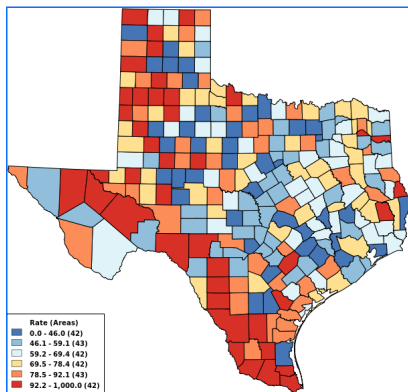 Rate (Areas)
0.0 - 46.0 (42)
46.1 - 59.1 (43)
59.2 - 69.4 (42)
69.5 - 78.4 (42)
78.5 - 92.1 (43)
92.2 - 1,000.0 (42)